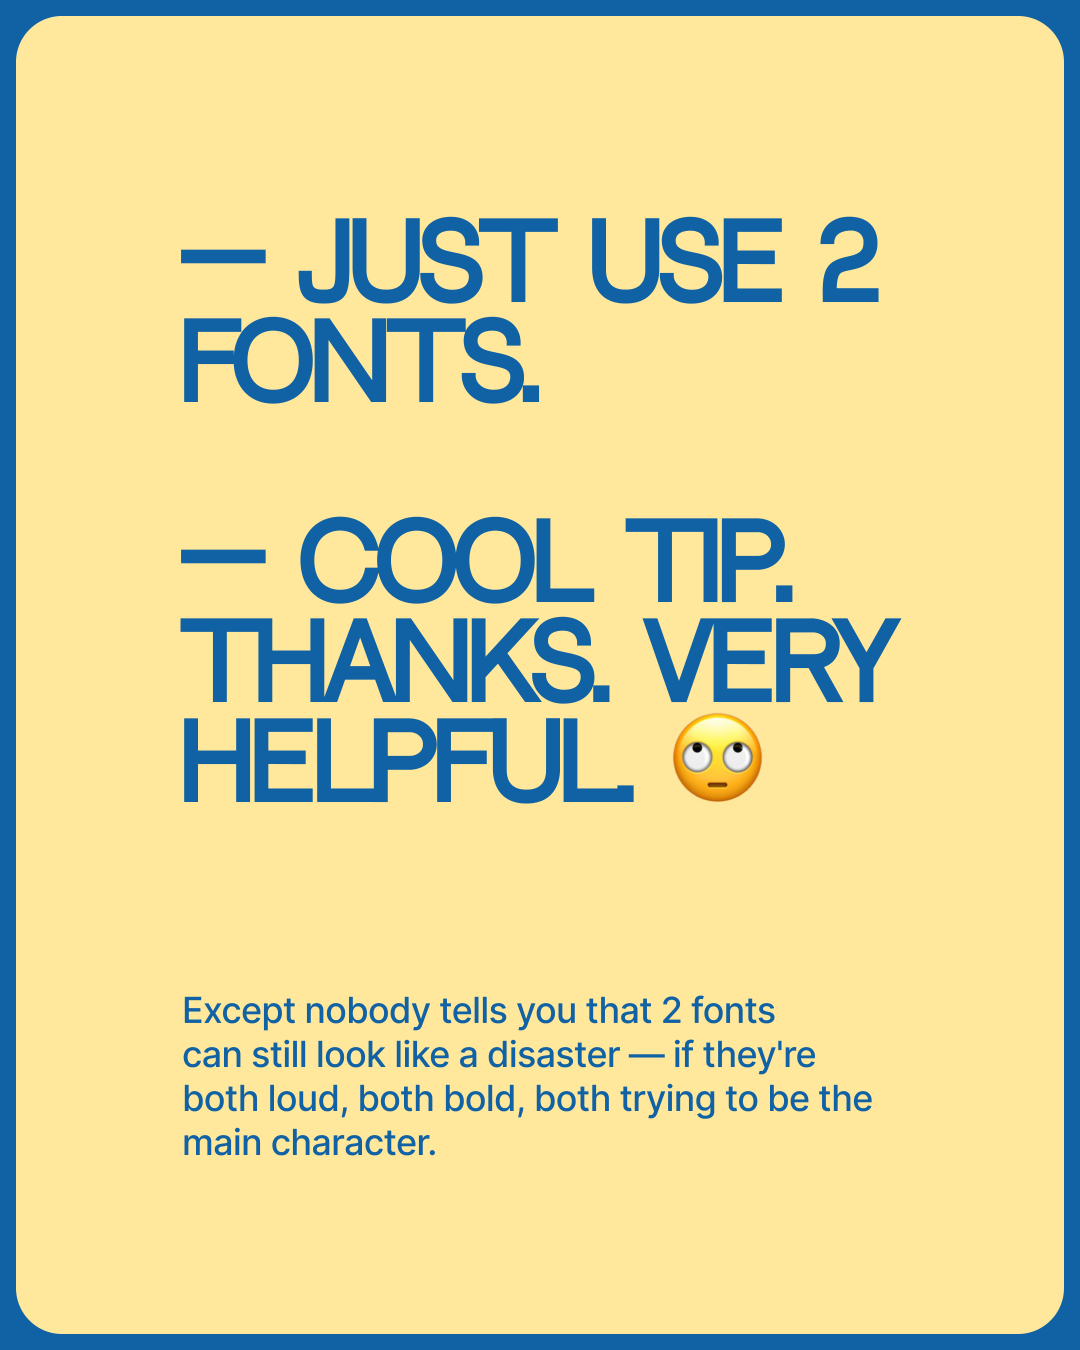 — JUST USE 2
FONTS.
— COOL TIP.
THANKS. VERY
HELPFUL. 🙄
Except nobody tells you that 2 fonts
can still look like a disaster — if they're
both loud, both bold, both trying to be the
main character.